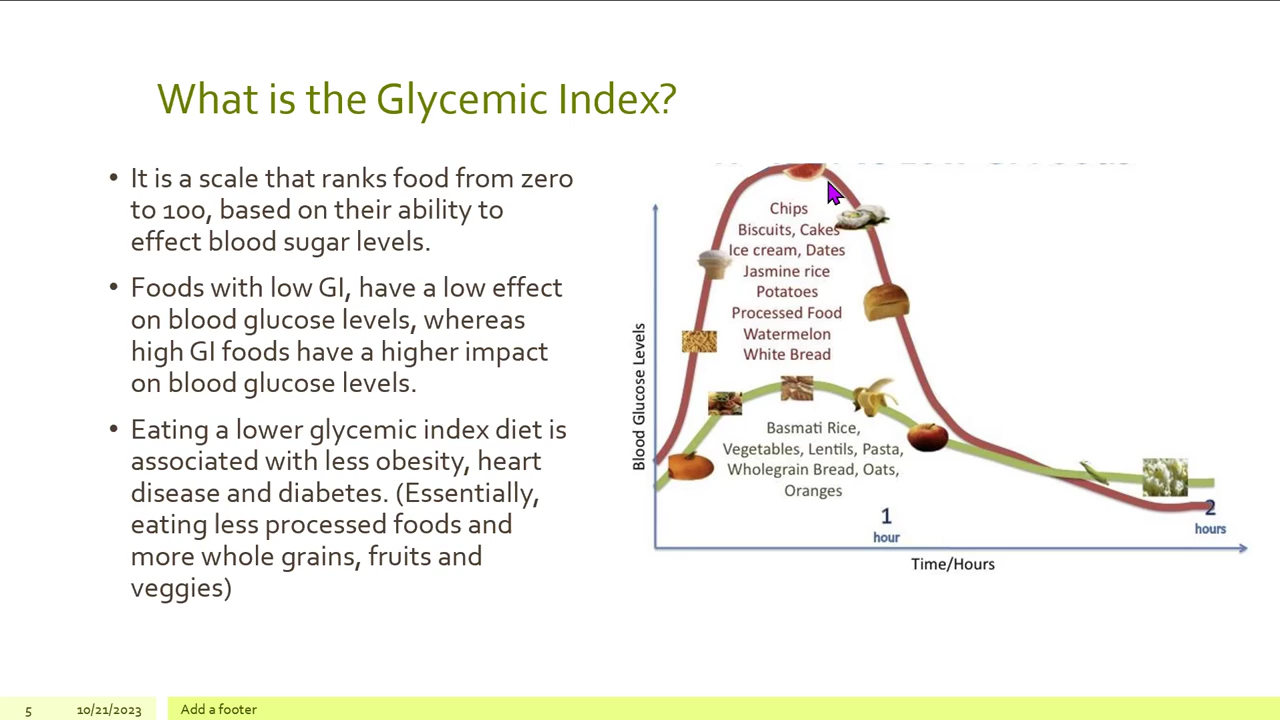 What is the Glycemic Index?
• It is a scale that ranks food from zero
to 100, based on their ability to
effect blood sugar levels.
• Foods with low GI, have a low effect
on blood glucose levels, whereas
high GI foods have a higher impact
on blood glucose levels.
• Eating a lower glycemic index diet is
associated with less obesity, heart
disease and diabetes. (Essentially,
eating less processed foods and
more whole grains, fruits and
veggies)
Blood Glucose Levels
Chips
Biscuits, Cakes
Ice cream, Dates
Jasmine rice
Potatoes
Processed Food
Watermelon
White Bread
Basmati Rice,
Vegetables, Lentils, Pasta,
Wholegrain Bread, Oats,
Oranges
1
hour
2
hours
Time/Hours
5
10/21/2023
Add a footer